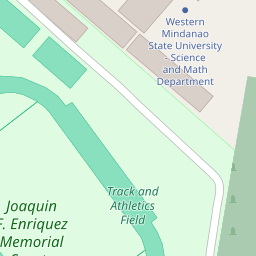 Western
Mindanao
State University
- Science
and Math
Department
Track and
Athletics
Field
Joaquin
F. Enriquez
Memorial